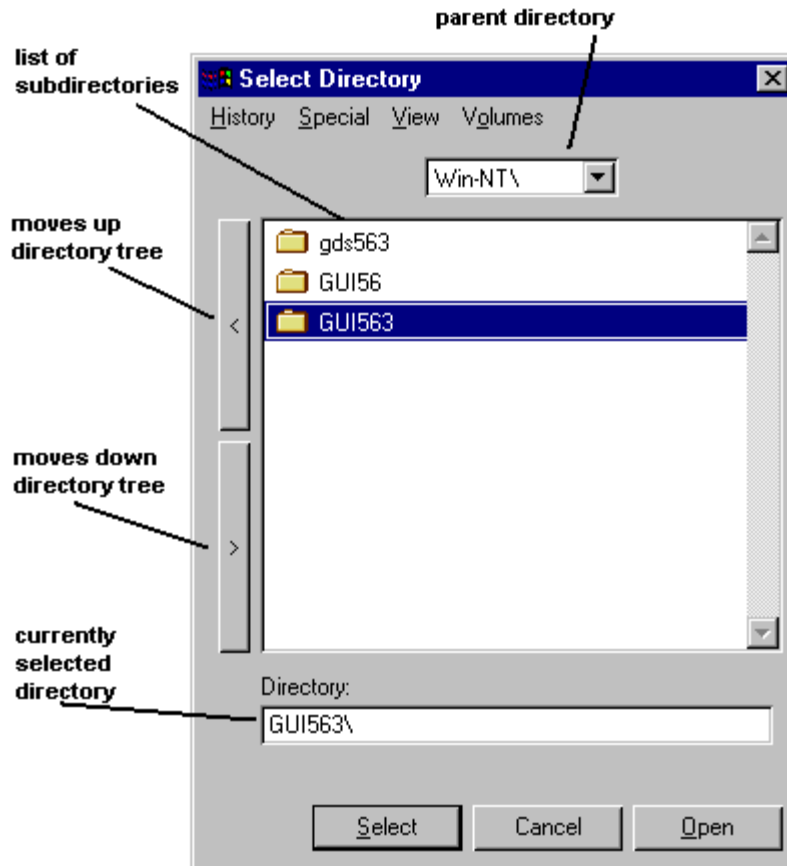 parent directory
list of
subdirectories
Select Directory
History Special View Volumes
Win-NT\
moves up
directory tree
gds563
GUI56
GUI563
<
moves down
directory tree
>
currently
selected
directory
Directory:
GUI563\
Select Cancel Open